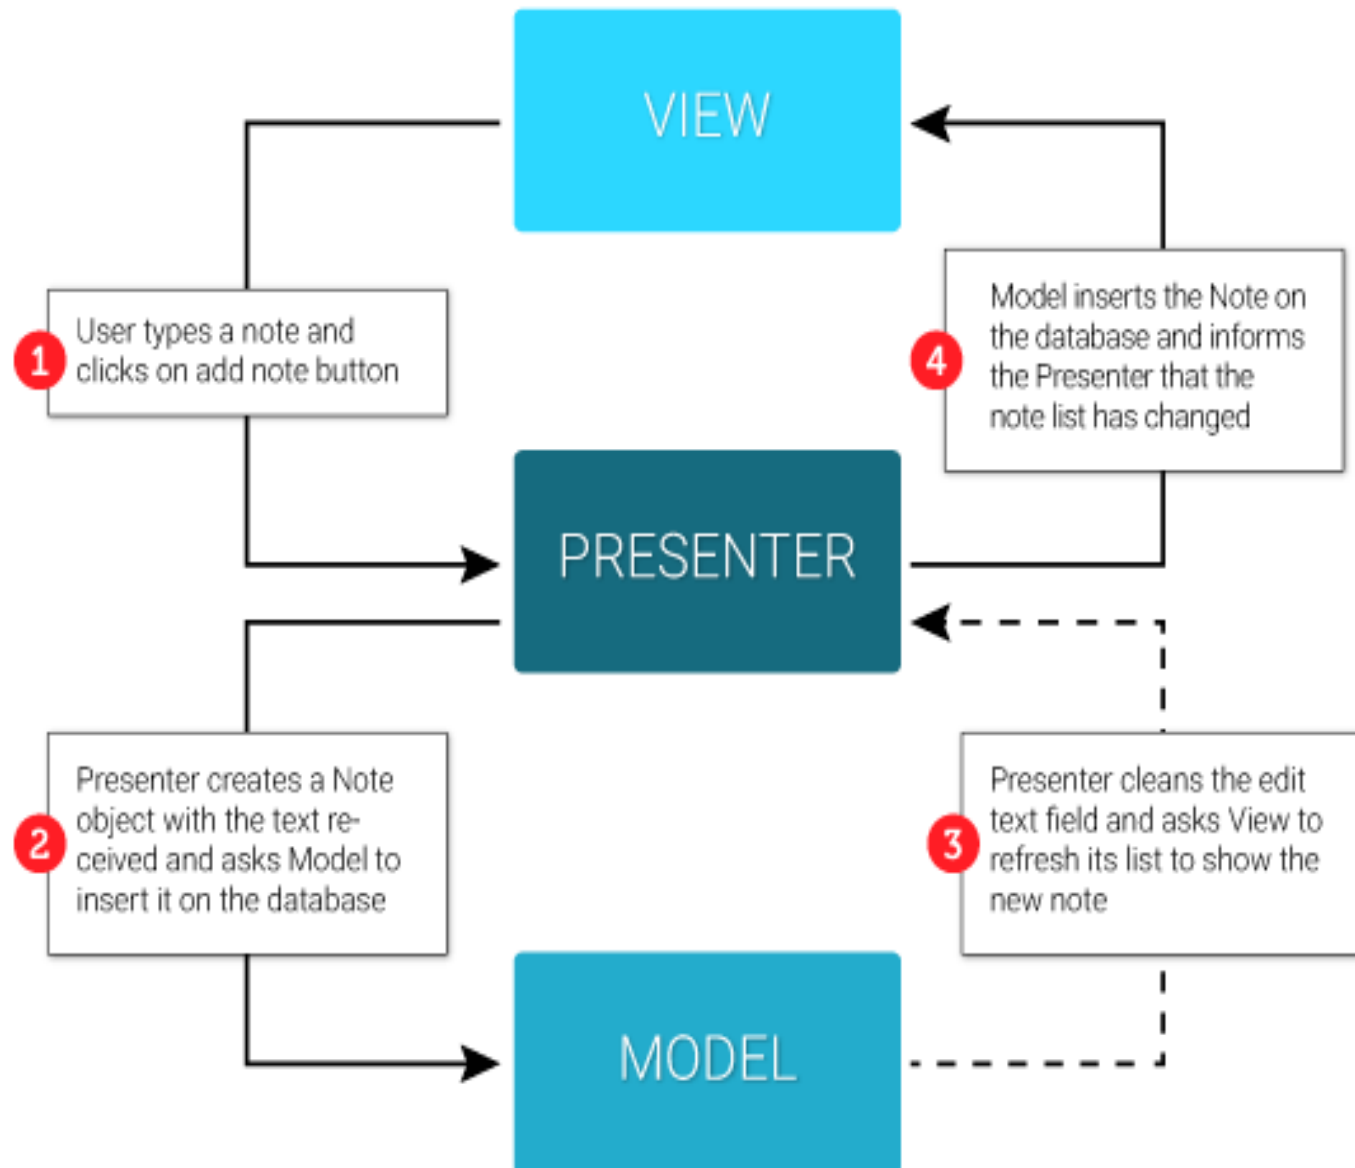 VIEW
1
User types a note and
clicks on add note button
4
Model inserts the Note on
the database and informs
the Presenter that the
note list has changed
PRESENTER
2
Presenter creates a Note
object with the text re-
ceived and asks Model to
insert it on the database
3
Presenter cleans the edit
text field and asks View to
refresh its list to show the
new note
MODEL